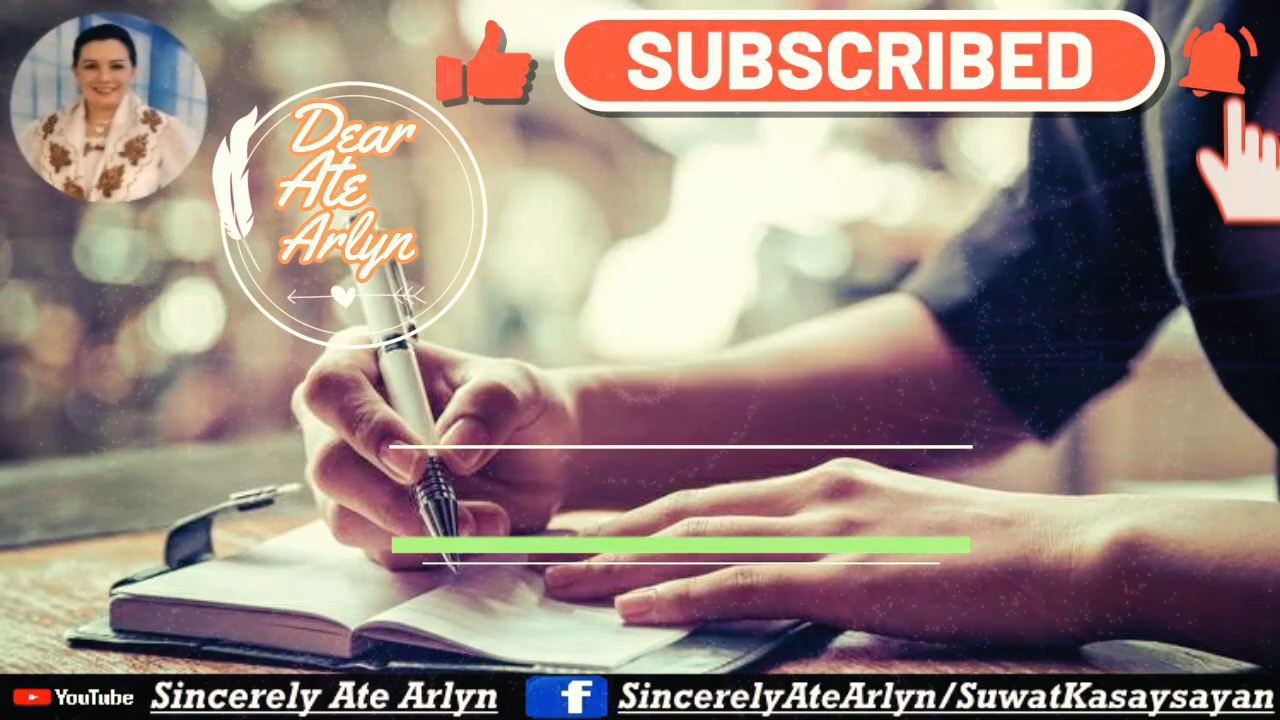 SUBSCRIBED
Dear
Ate
Arlyn
YouTube Sincerely Ate Arlyn
f SincerelyAteArlyn/SuwatKasaysayan